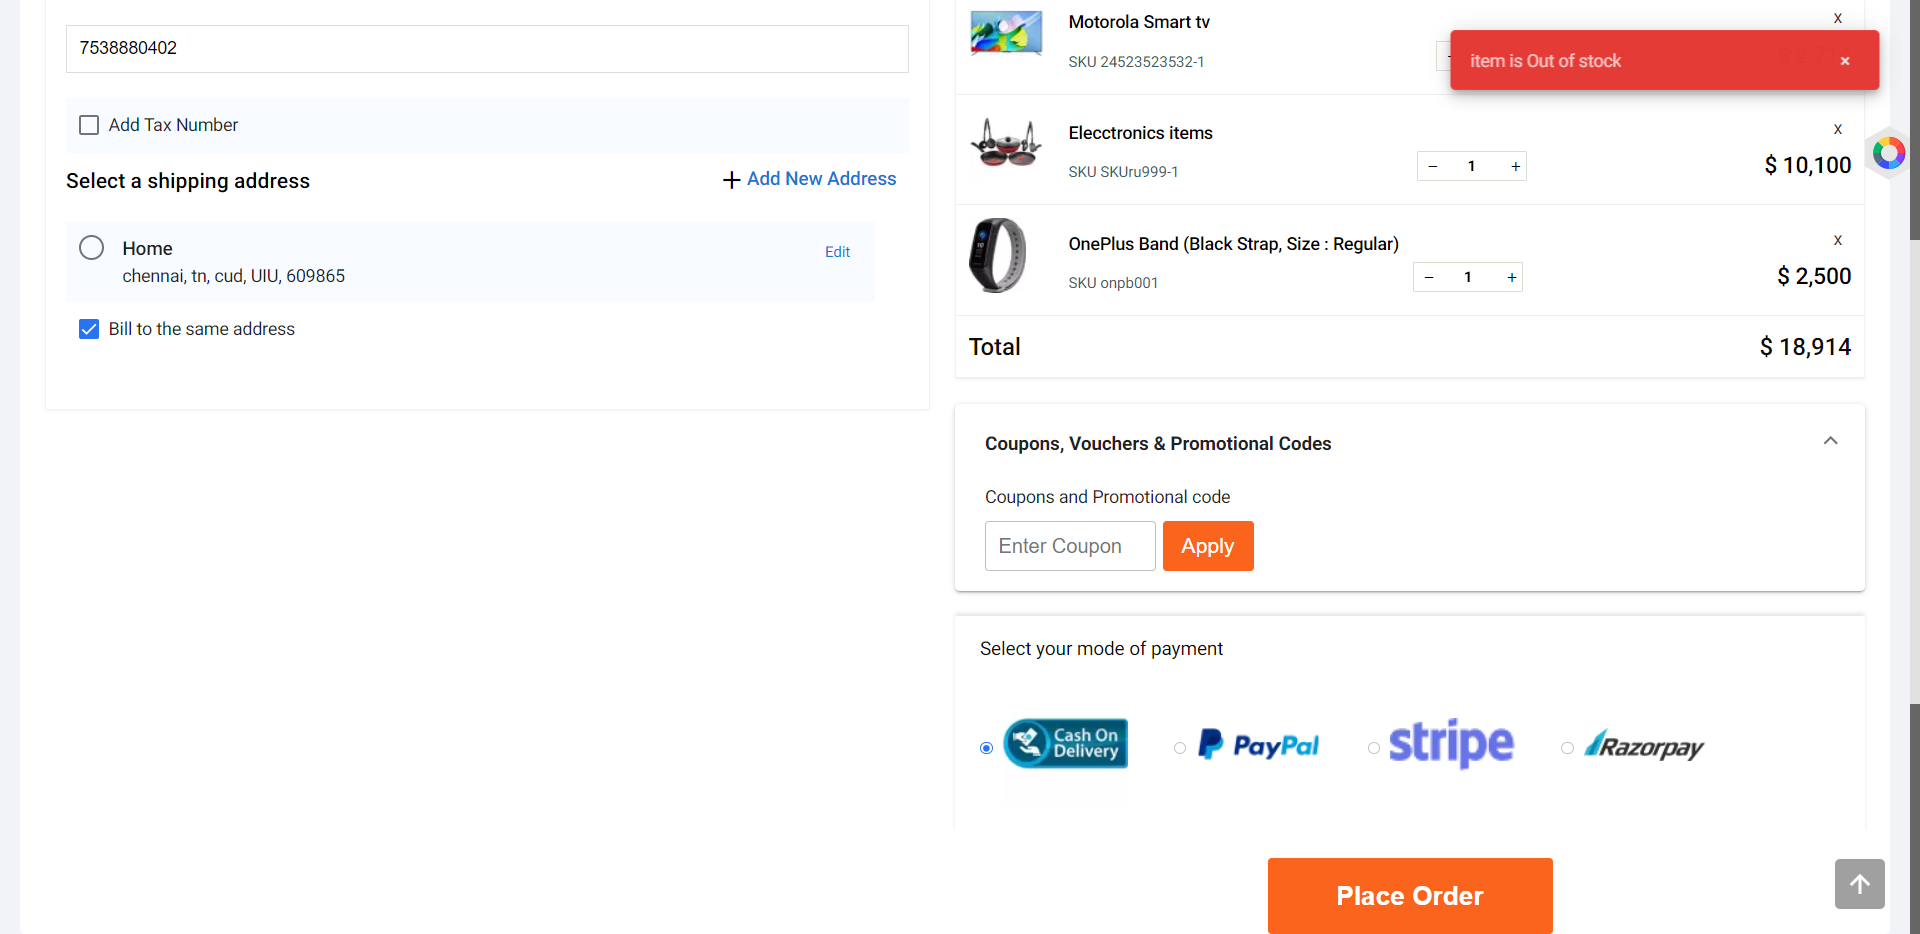 7538880402
Add Tax Number
Select a shipping address
Add New Address
Home
Edit
chennai, tn, cud, UIU, 609865
Bill to the same address
Motorola Smart tv
x
SKU 24523523532-1
item is Out of stock
×
Elecctronics items
x
SKU SKUru999-1
− 1 +
$ 10,100
OnePlus Band (Black Strap, Size : Regular)
x
SKU onpb001
− 1 +
$ 2,500
Total
$ 18,914
Coupons, Vouchers & Promotional Codes
Coupons and Promotional code
Enter Coupon
Apply
Select your mode of payment
Cash On
Delivery
PayPal
stripe
Razorpay
Place Order